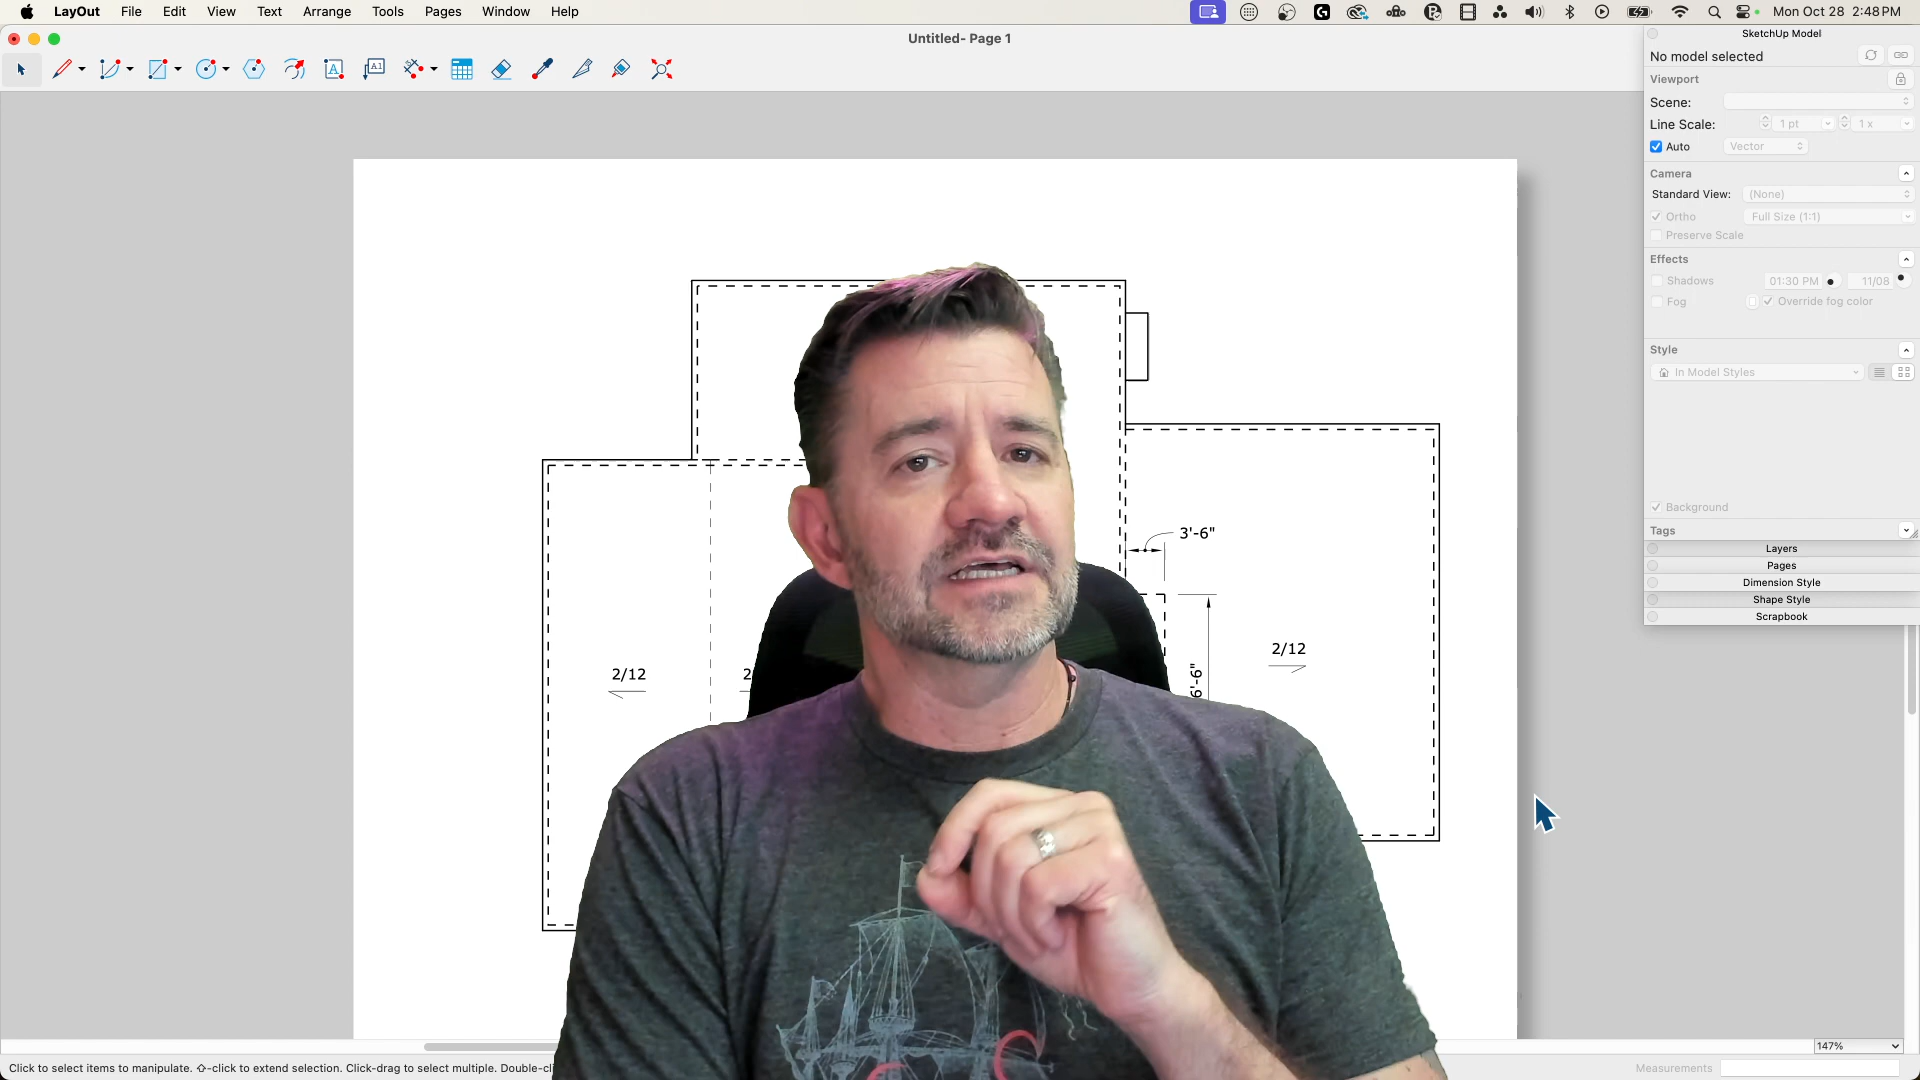 LayOut File Edit View Text Arrange Tools Pages Window Help
Mon Oct 28 2:48 PM
Untitled- Page 1
A1
SketchUp Model
No model selected
Viewport
Scene:
Line Scale: 1 pt 1 x
Auto Vector
Camera
Standard View: (None)
Ortho Full Size (1:1)
Preserve Scale
Effects
Shadows 01:30 PM 11/08
Fog Override fog color
Style
In Model Styles
Background
Tags
Layers
Pages
Dimension Style
Shape Style
Scrapbook
3'-6"
2/12
6'-6"
2/12
147%
Click to select items to manipulate. ⇧-click to extend selection. Click-drag to select multiple.
Measurements